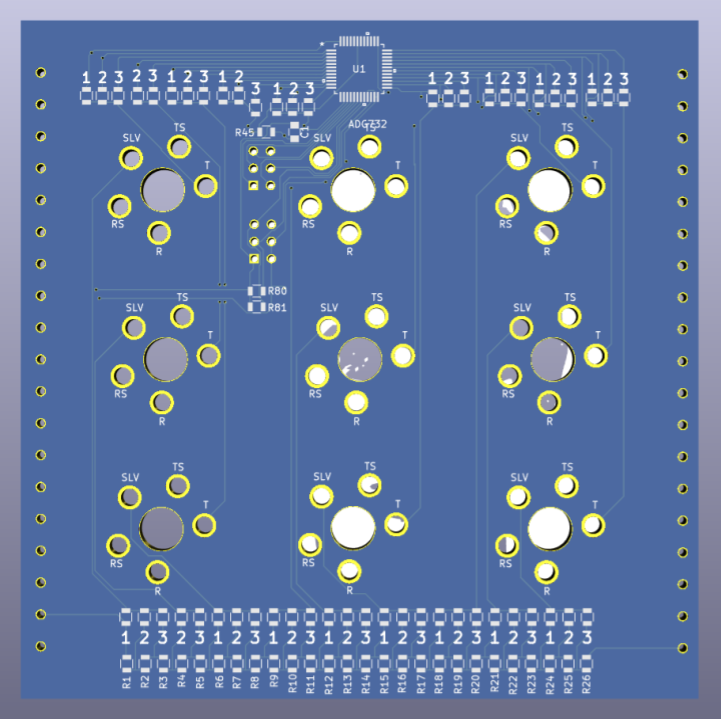 U1
1 2 3 2 3 1 2 3 1 2 3 1 2 3 1 2 3 1 2 3 1 2 3 1 2 3
ADG732
R45 C1
SLV TS SLV TS SLV TS
T T T
RS RS RS
R R R
R80
R81
SLV TS SLV TS SLV TS
T T T
RS RS RS
R R R
SLV TS SLV TS SLV TS
T T T
RS RS RS
R R R
1 2 3 2 3 1 2 3 1 2 3 1 2 3 1 2 3 1 2 3 1 2 3 1 2 3
R1 R2 R3 R4 R5 R6 R7 R8 R9 R10 R11 R12 R13 R14 R15 R16 R17 R18 R19 R20 R21 R22 R23 R24 R25 R26